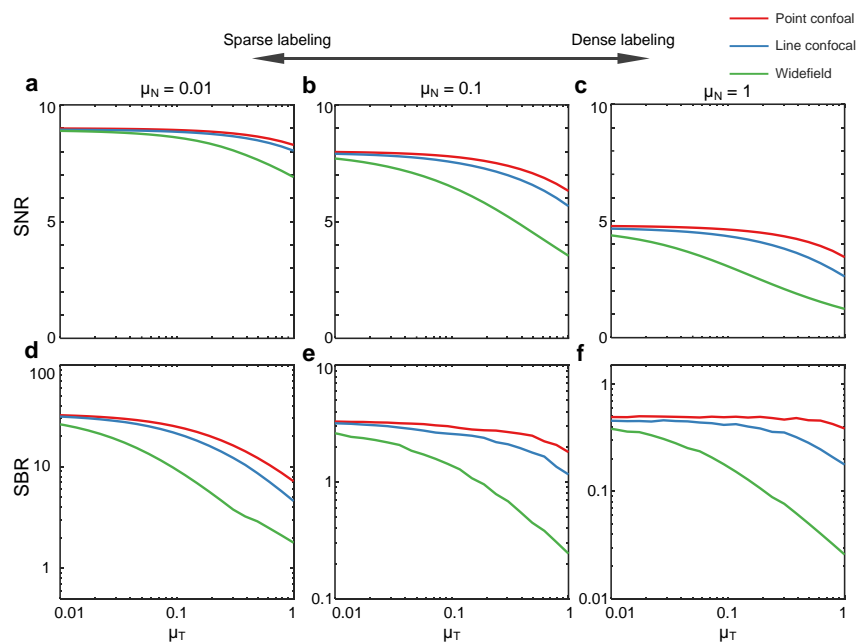 Point confoal
Line confocal
Widefield
Sparse labeling
Dense labeling
a
b
c
μN = 0.01
μN = 0.1
μN = 1
10
5
0
10
5
0
10
5
0
SNR
d
e
f
100
10
1
10
1
0.1
1
0.1
0.01
SBR
0.01
0.1
1
0.01
0.1
1
0.01
0.1
1
μT
μT
μT